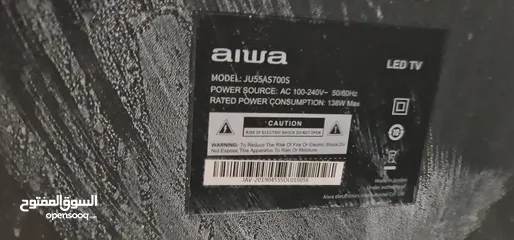 aiwa
LED TV
MODEL: JU55AS700S
POWER SOURCE: AC 100-240V~ 50/60Hz
RATED POWER CONSUMPTION: 138W Max
CAUTION
RISK OF ELECTRIC SHOCK DO NOT OPEN
WARNING: To Reduce The Risk Of Fire Or Electric Shock Do
Not Expose This Apparatus To Rain Or Moisture.
10
السوق المفتوح
opensooq.com